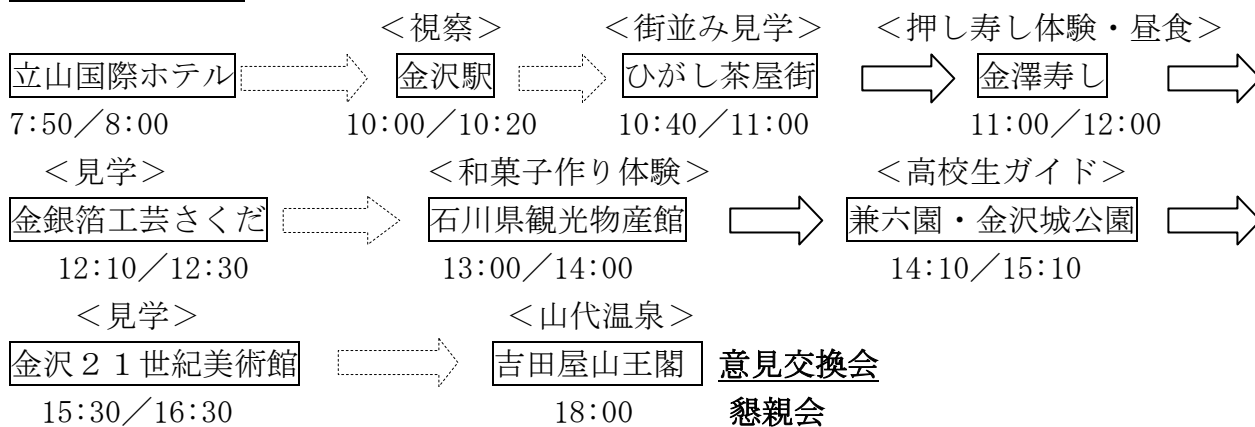 ＜視察＞ ＜街並み見学＞ ＜押し寿し体験・昼食＞
立山国際ホテル 金沢駅 ひがし茶屋街 金澤寿し
7:50／8:00 10:00／10:20 10:40／11:00 11:00／12:00
＜見学＞ ＜和菓子作り体験＞ ＜高校生ガイド＞
金銀箔工芸さくだ 石川県観光物産館 兼六園・金沢城公園
12:10／12:30 13:00／14:00 14:10／15:10
＜見学＞ ＜山代温泉＞
金沢２１世紀美術館 吉田屋山王閣 意見交換会
15:30／16:30 18:00 懇親会